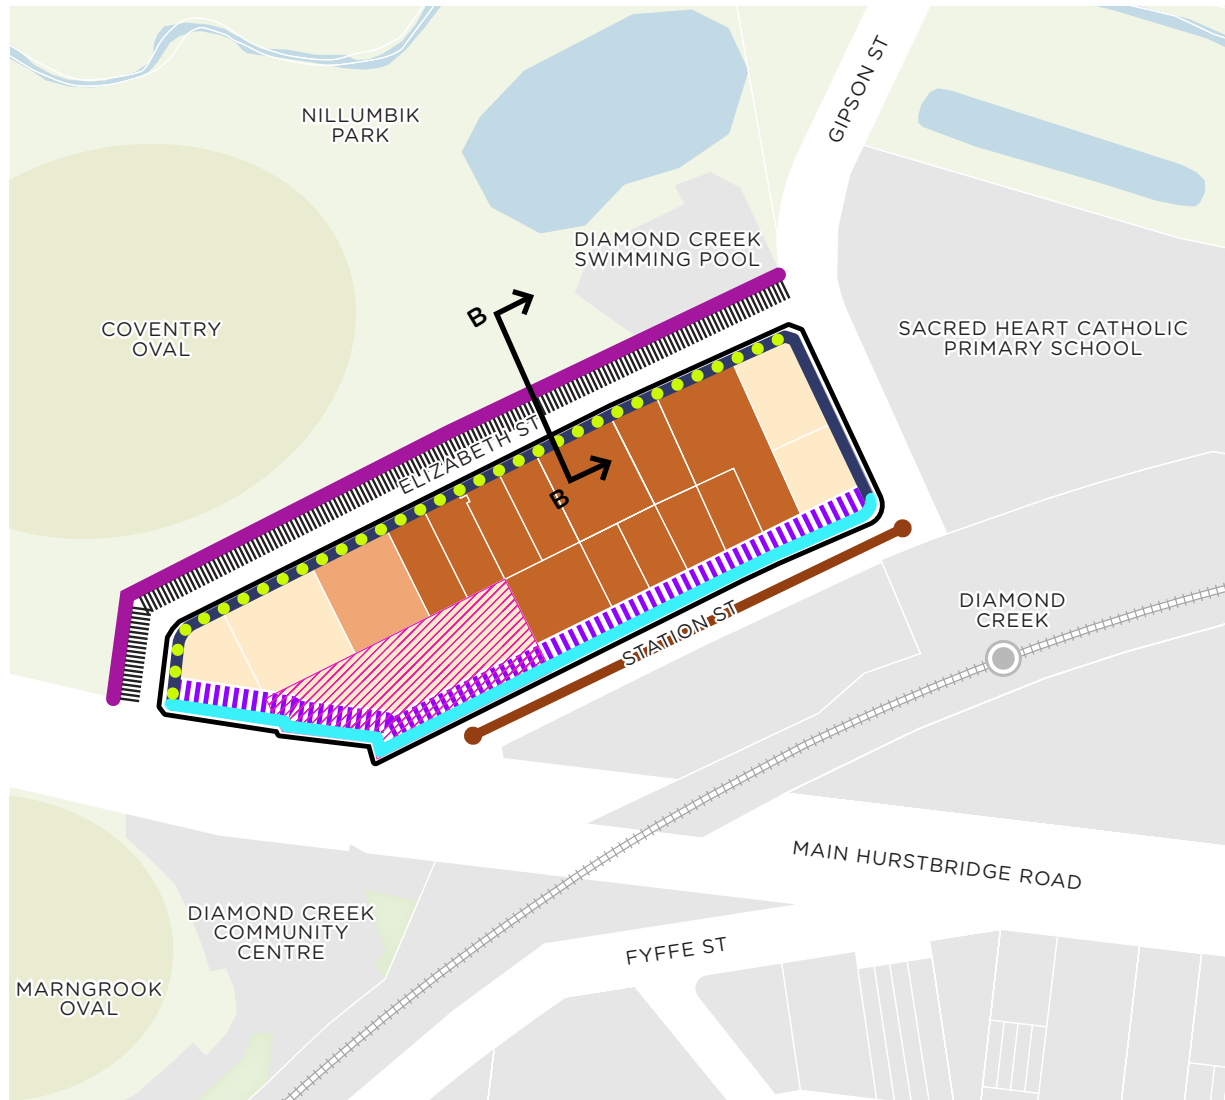 GIPSON ST
NILLUMBIK
PARK
DIAMOND CREEK
SWIMMING POOL
B
COVENTRY
OVAL
SACRED HEART CATHOLIC
PRIMARY SCHOOL
ELIZABETH ST
B
DIAMOND
CREEK
STATION ST
MAIN HURSTBRIDGE ROAD
DIAMOND CREEK
COMMUNITY
CENTRE
FYFFE ST
MARNGROOK
OVAL